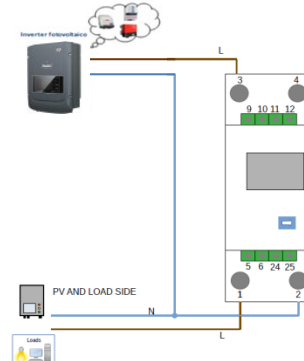 Inverter fotovoltaico
L
3 4
9 10 11 12
5 6 24 25
1 2
PV AND LOAD SIDE
N
L
Loads